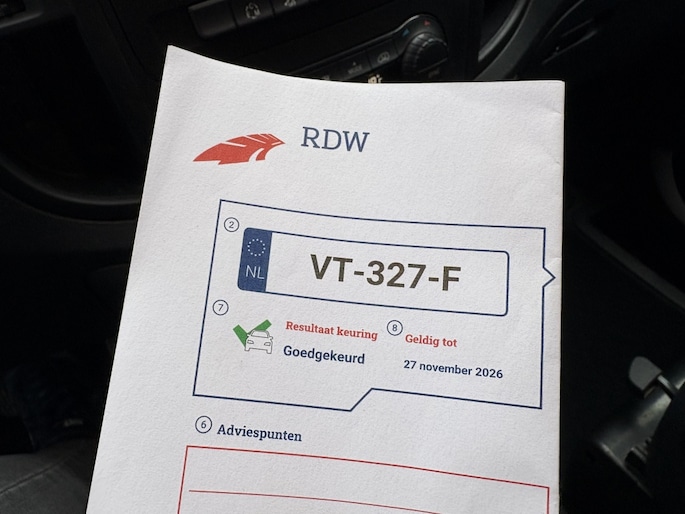 RDW
2
NL
VT-327-F
7
Resultaat keuring
Goedgekeurd
8
Geldig tot
27 november 2026
6 Adviespunten